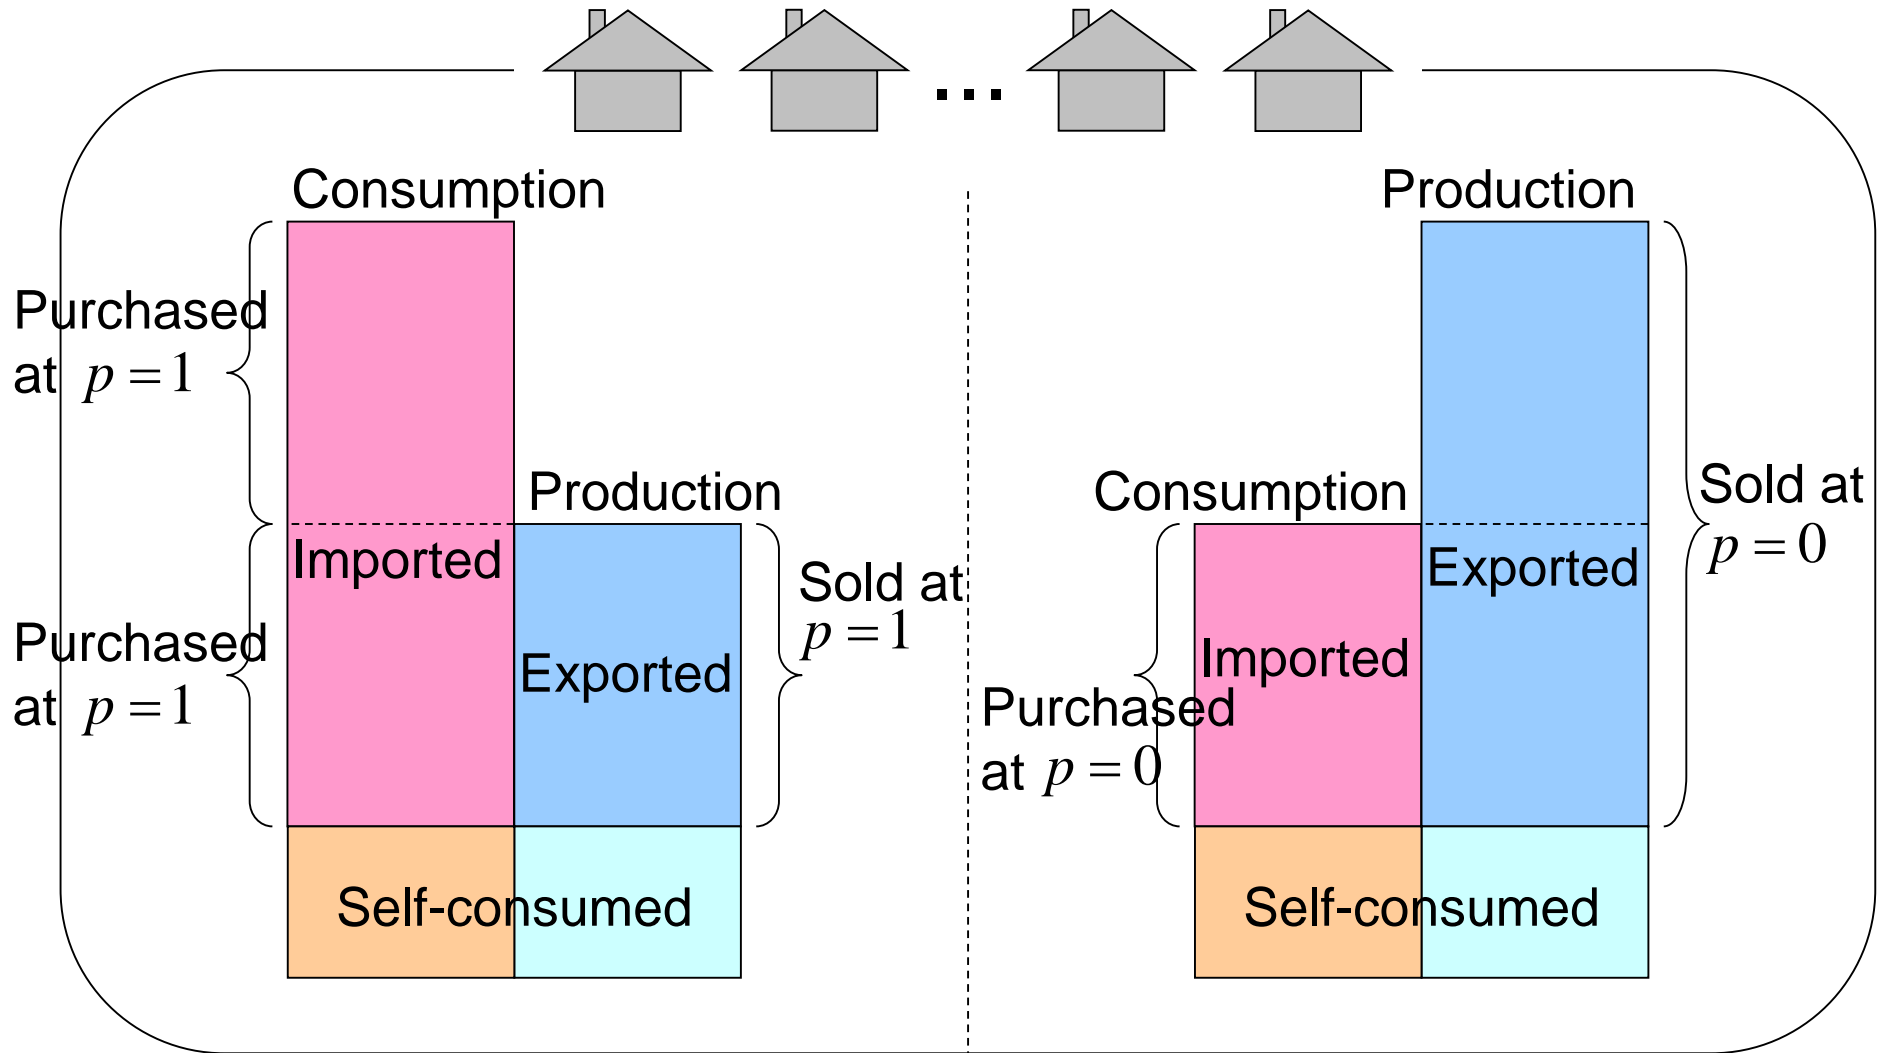 ...
Consumption
Purchased
at p = 1
Production
Imported
Sold at
p = 1
Purchased
at p = 1
Exported
Self-consumed
Production
Consumption
Sold at
p = 0
Exported
Imported
Purchased
at p = 0
Self-consumed